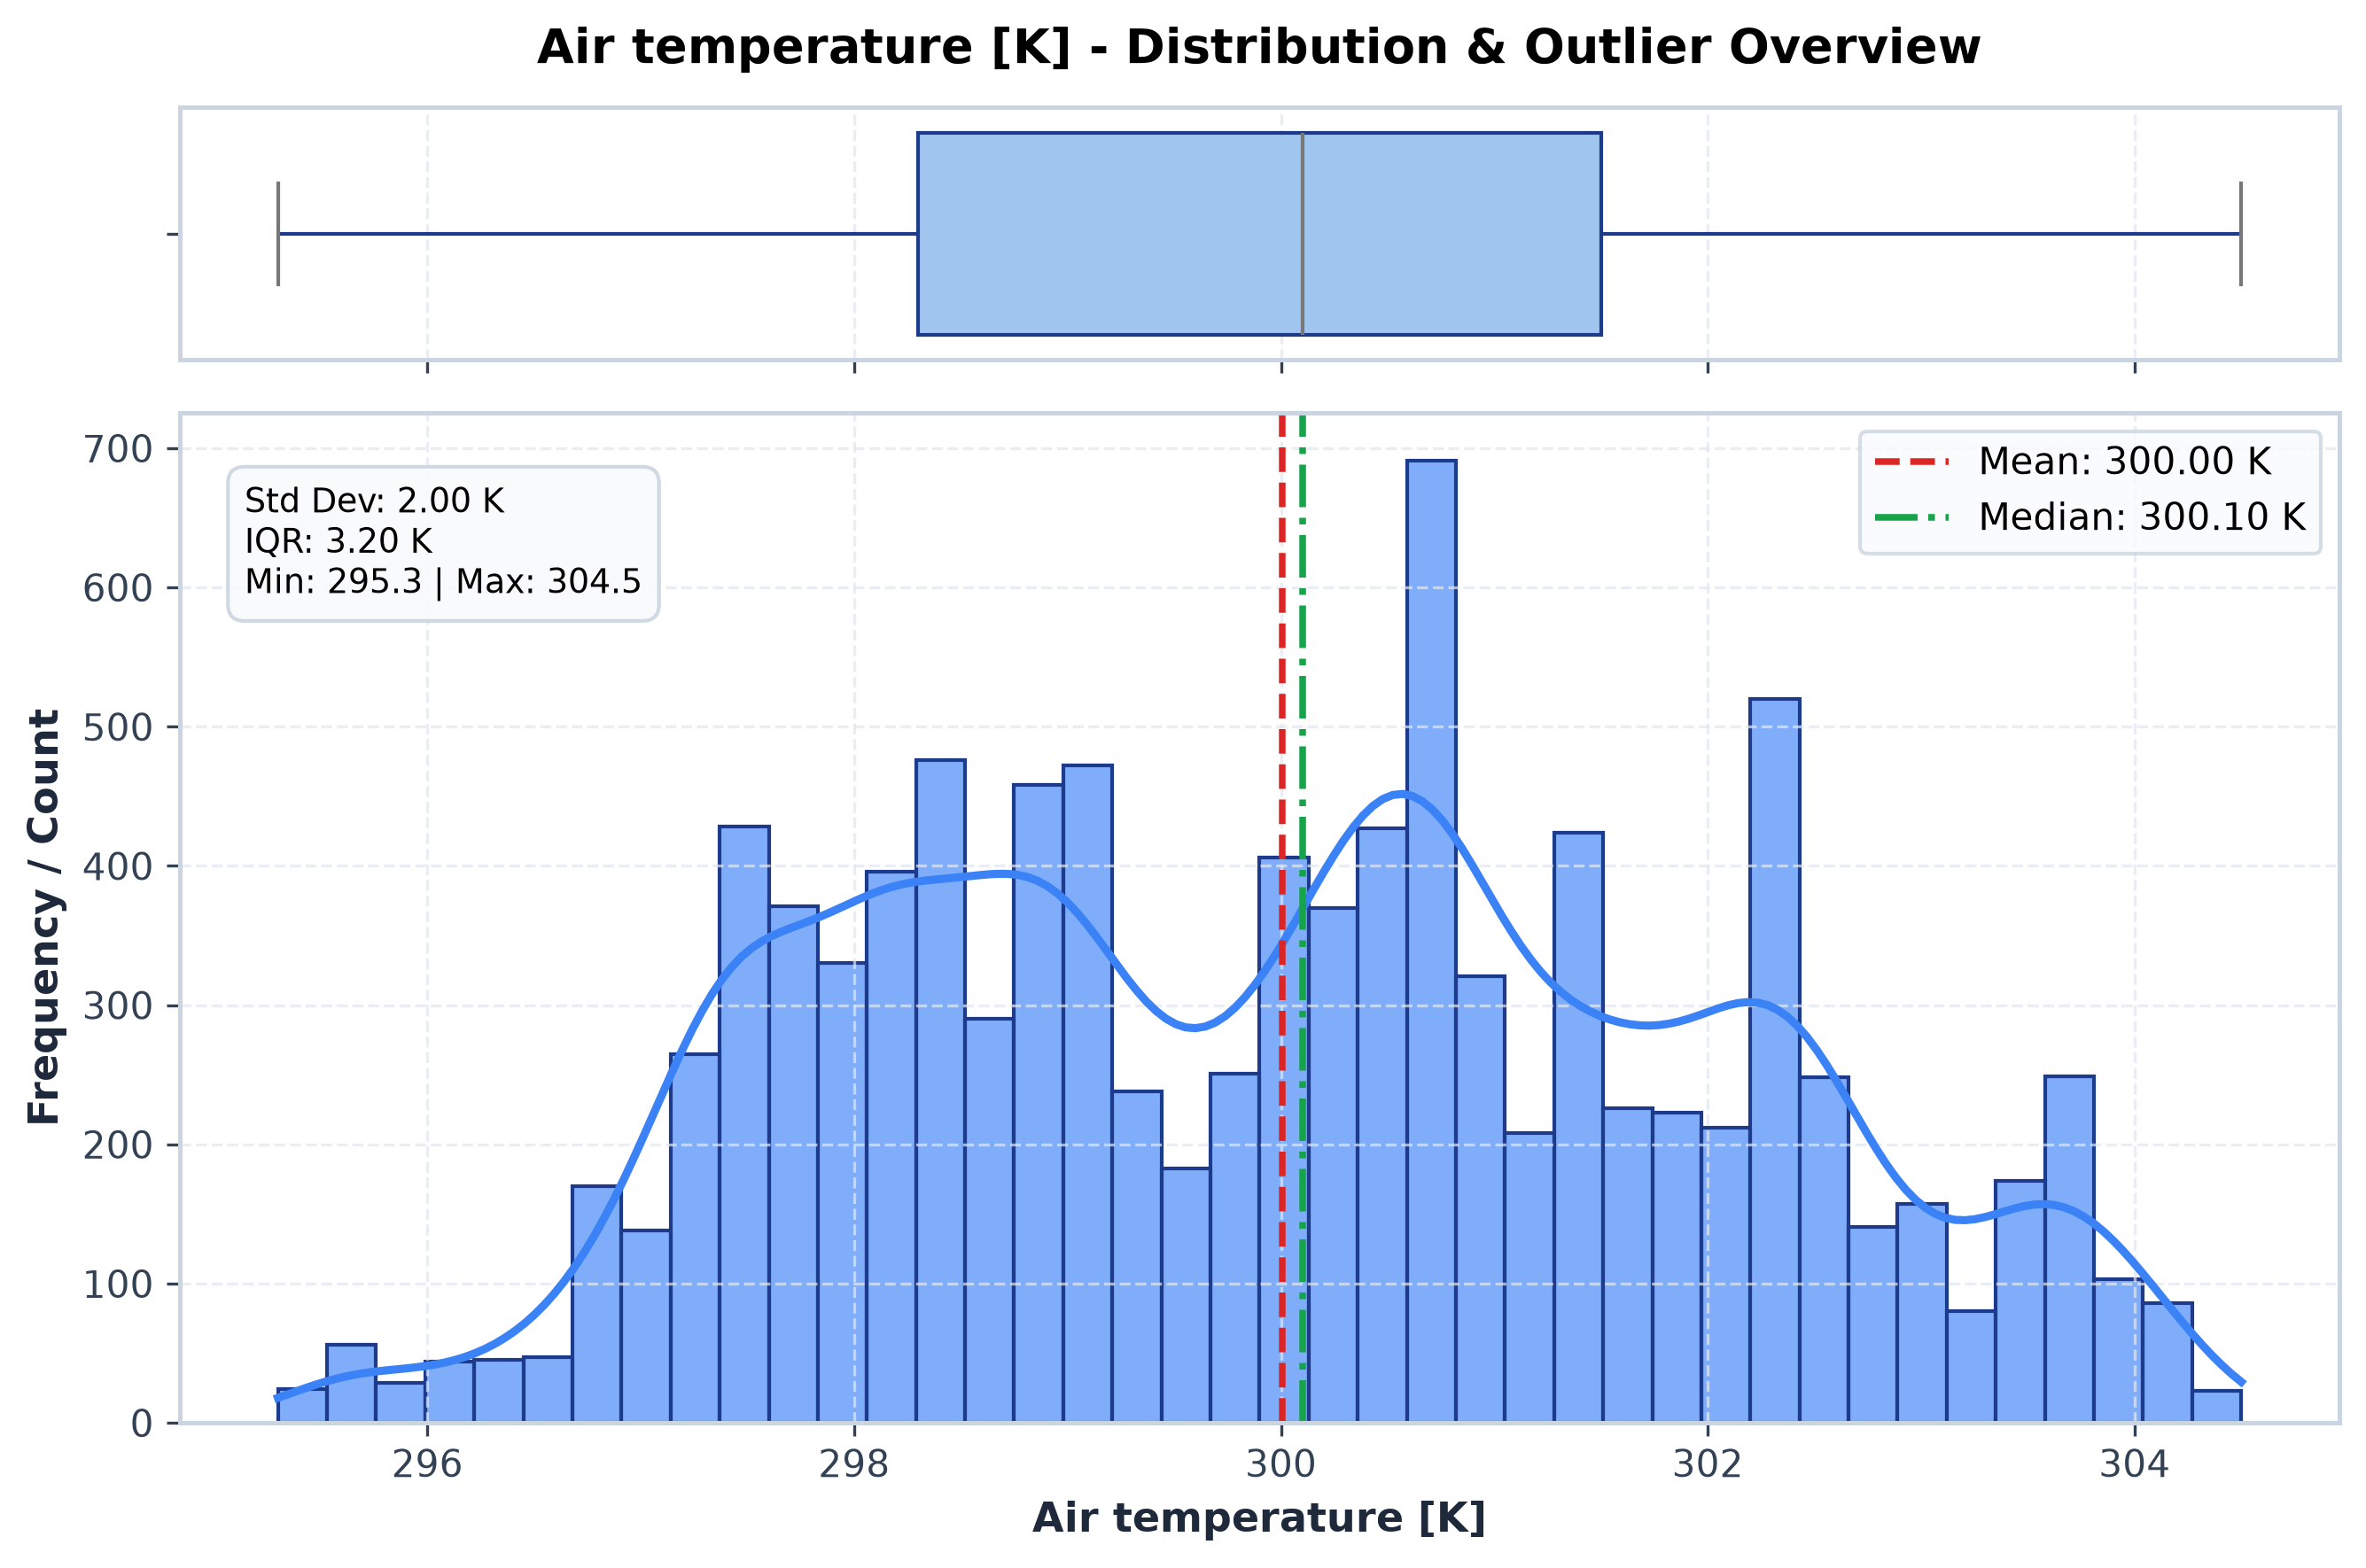 Air temperature [K] - Distribution & Outlier Overview
700
600
500
400
300
200
100
0
Frequency / Count
Std Dev: 2.00 K
IQR: 3.20 K
Min: 295.3 | Max: 304.5
Mean: 300.00 K
Median: 300.10 K
296 298 300 302 304
Air temperature [K]